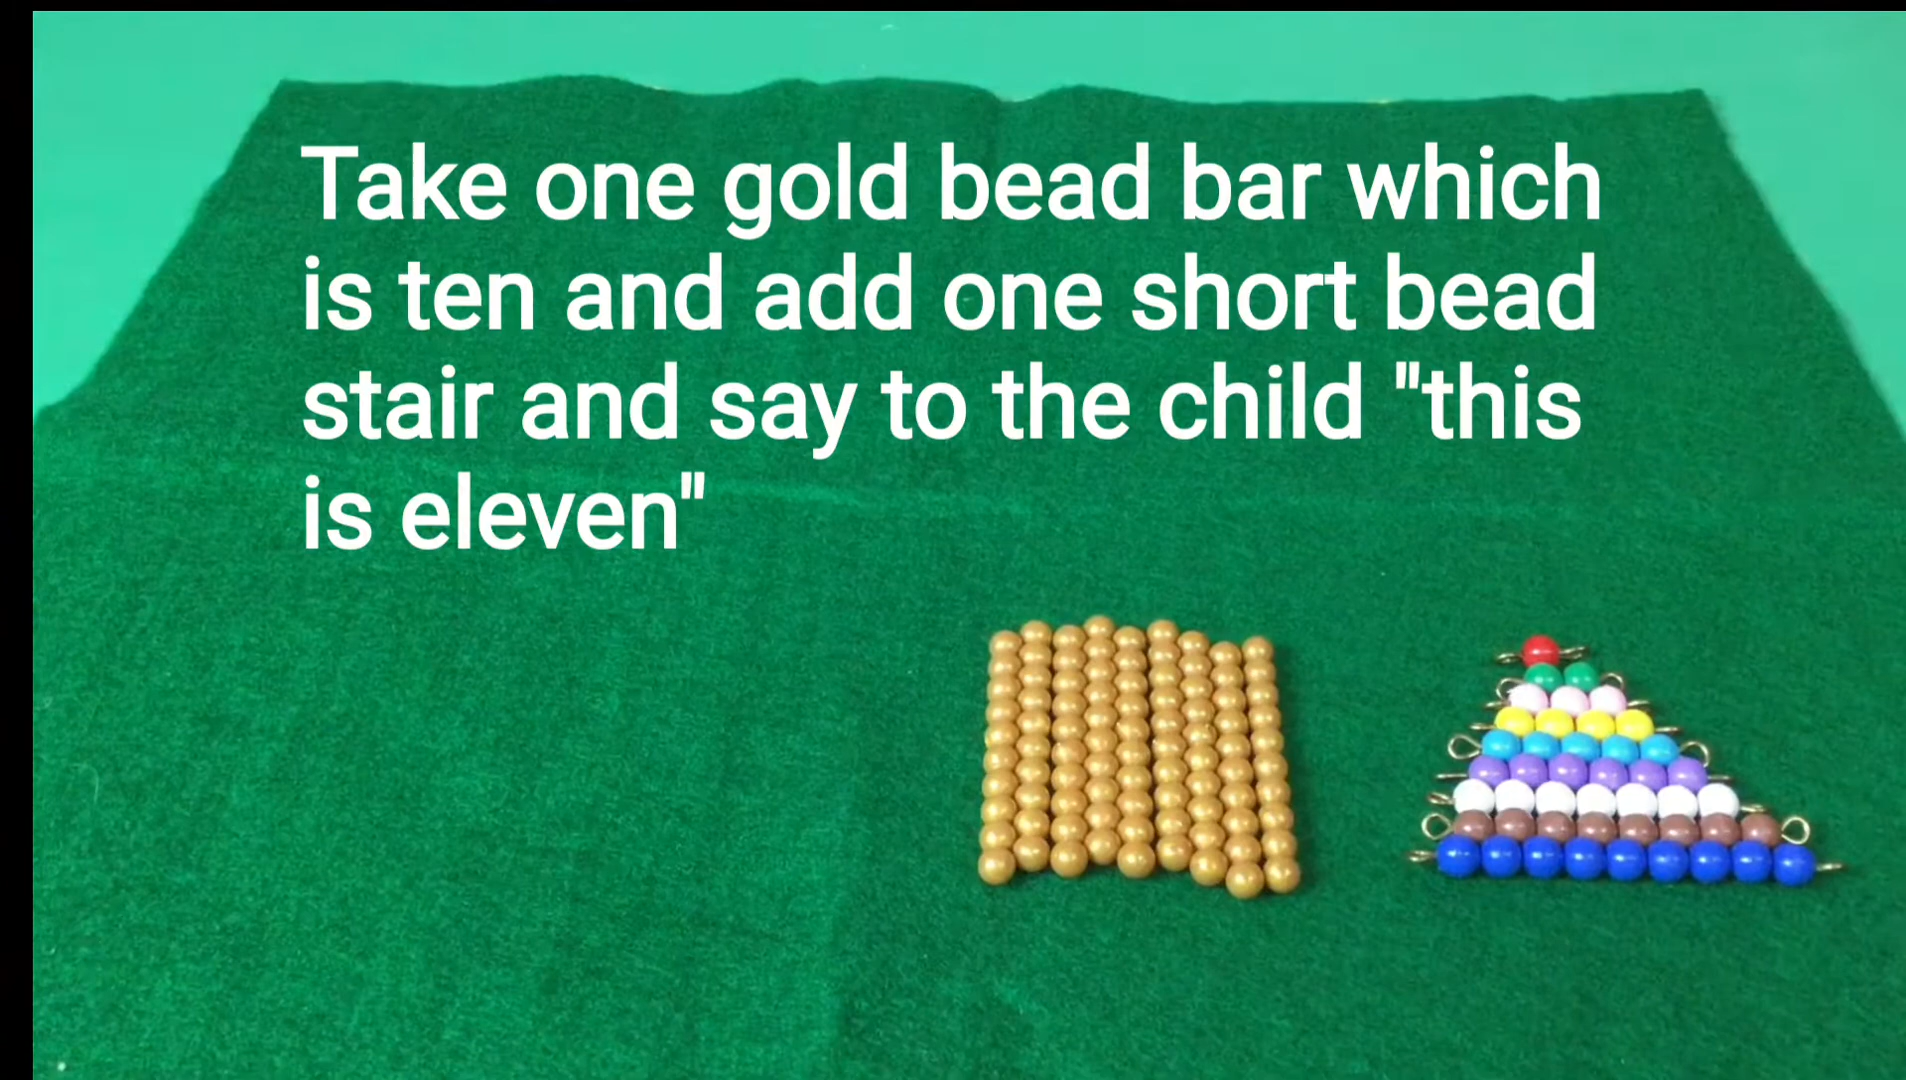 Take one gold bead bar which
is ten and add one short bead
stair and say to the child "this
is eleven"